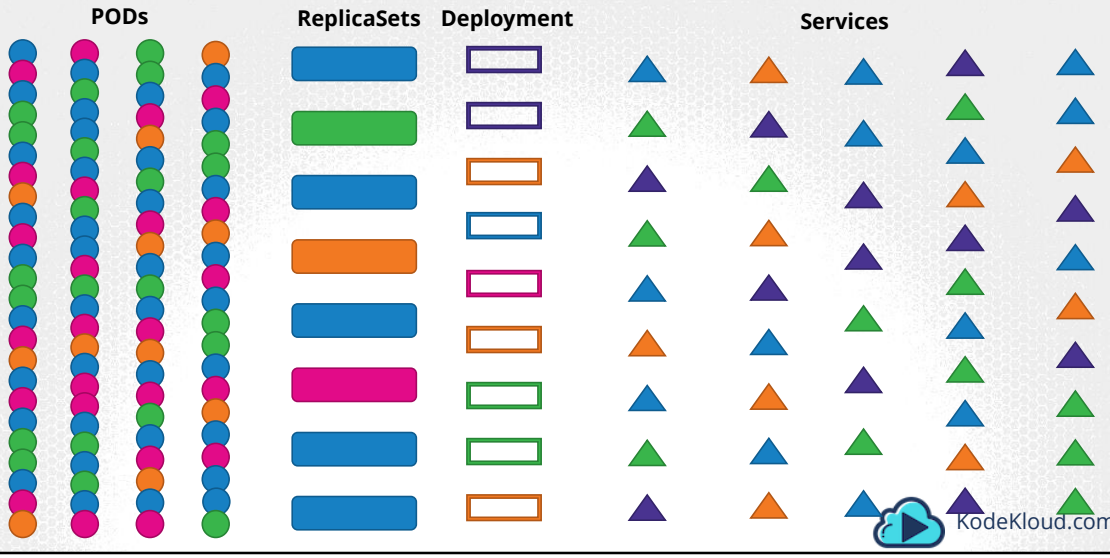 PODs
ReplicaSets
Deployment
Services
KodeKloud.com